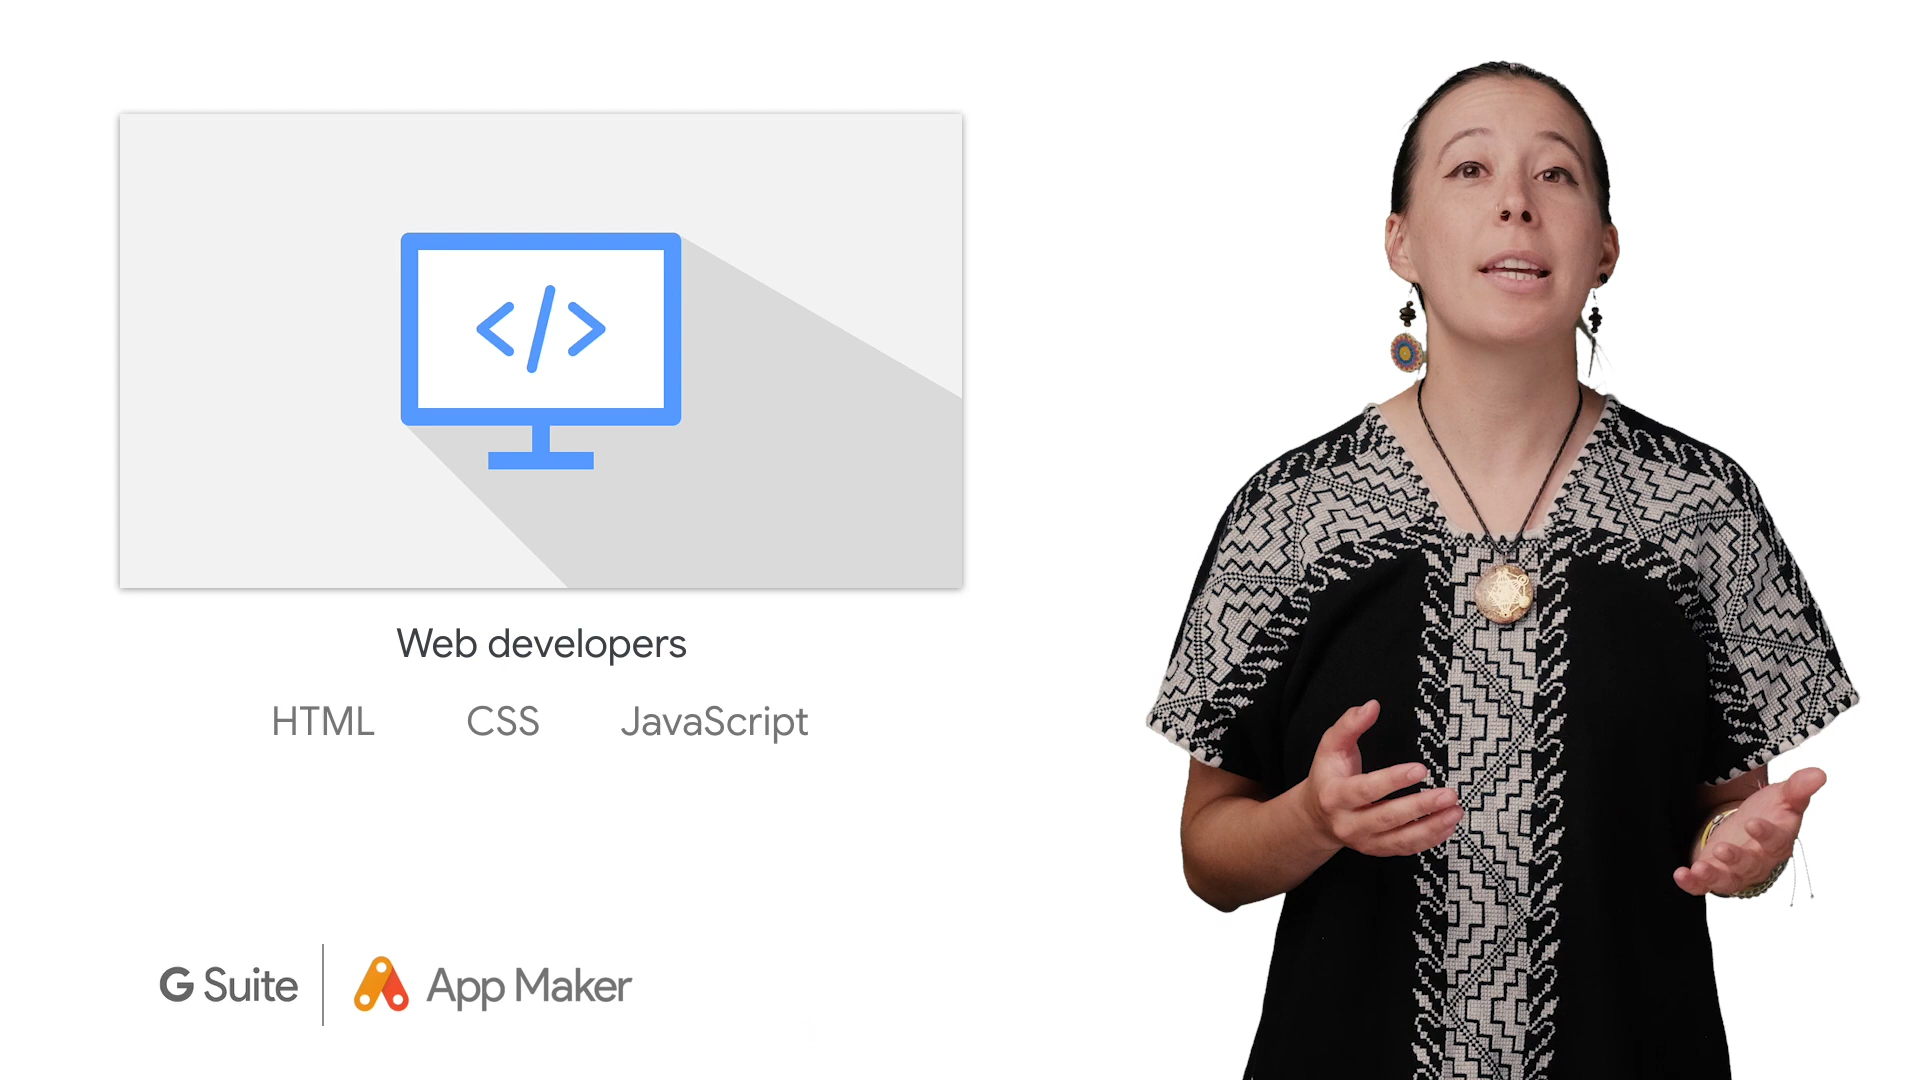 </>
Web developers
HTML CSS JavaScript
G Suite | App Maker